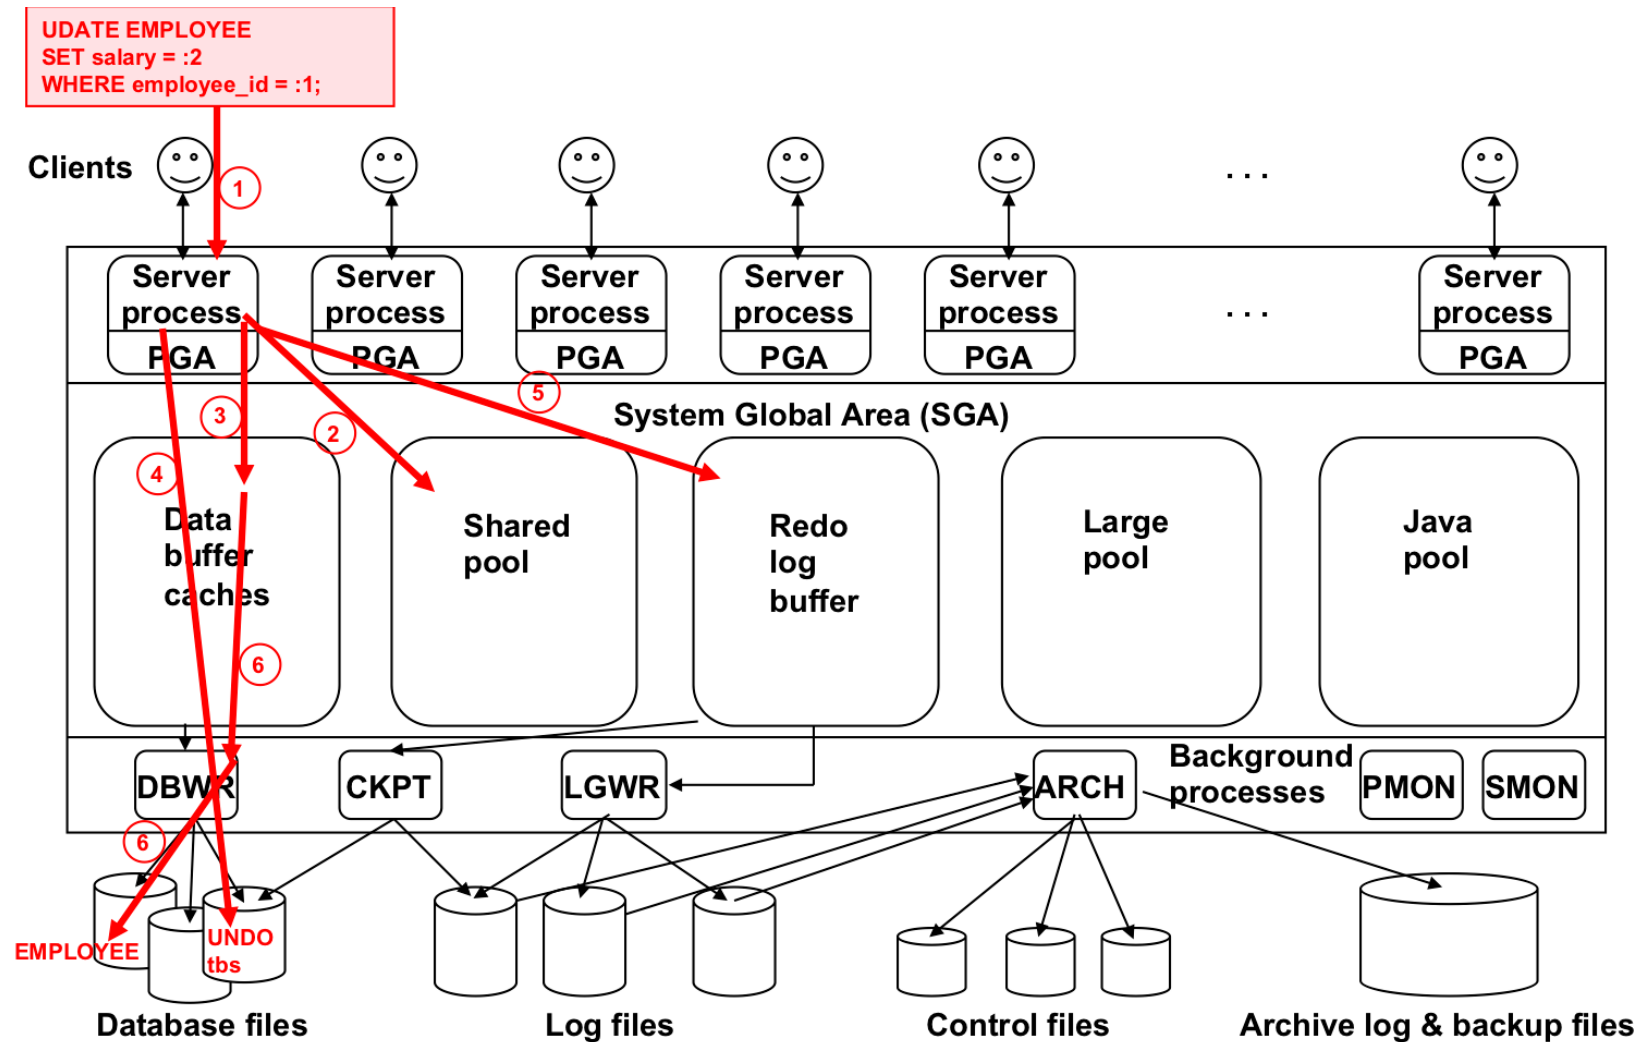 UDATE EMPLOYEE
SET salary = :2
WHERE employee_id = :1;
Clients
1
. . .
Server
process
PGA
Server
process
PGA
Server
process
PGA
Server
process
PGA
Server
process
PGA
. . .
Server
process
PGA
System Global Area (SGA)
5
3
2
4
Data
buffer
caches
Shared
pool
Redo
log
buffer
Large
pool
Java
pool
6
DBWR
CKPT
LGWR
ARCH
Background
processes
PMON
SMON
6
EMPLOYEE
UNDO
tbs
Database files
Log files
Control files
Archive log & backup files